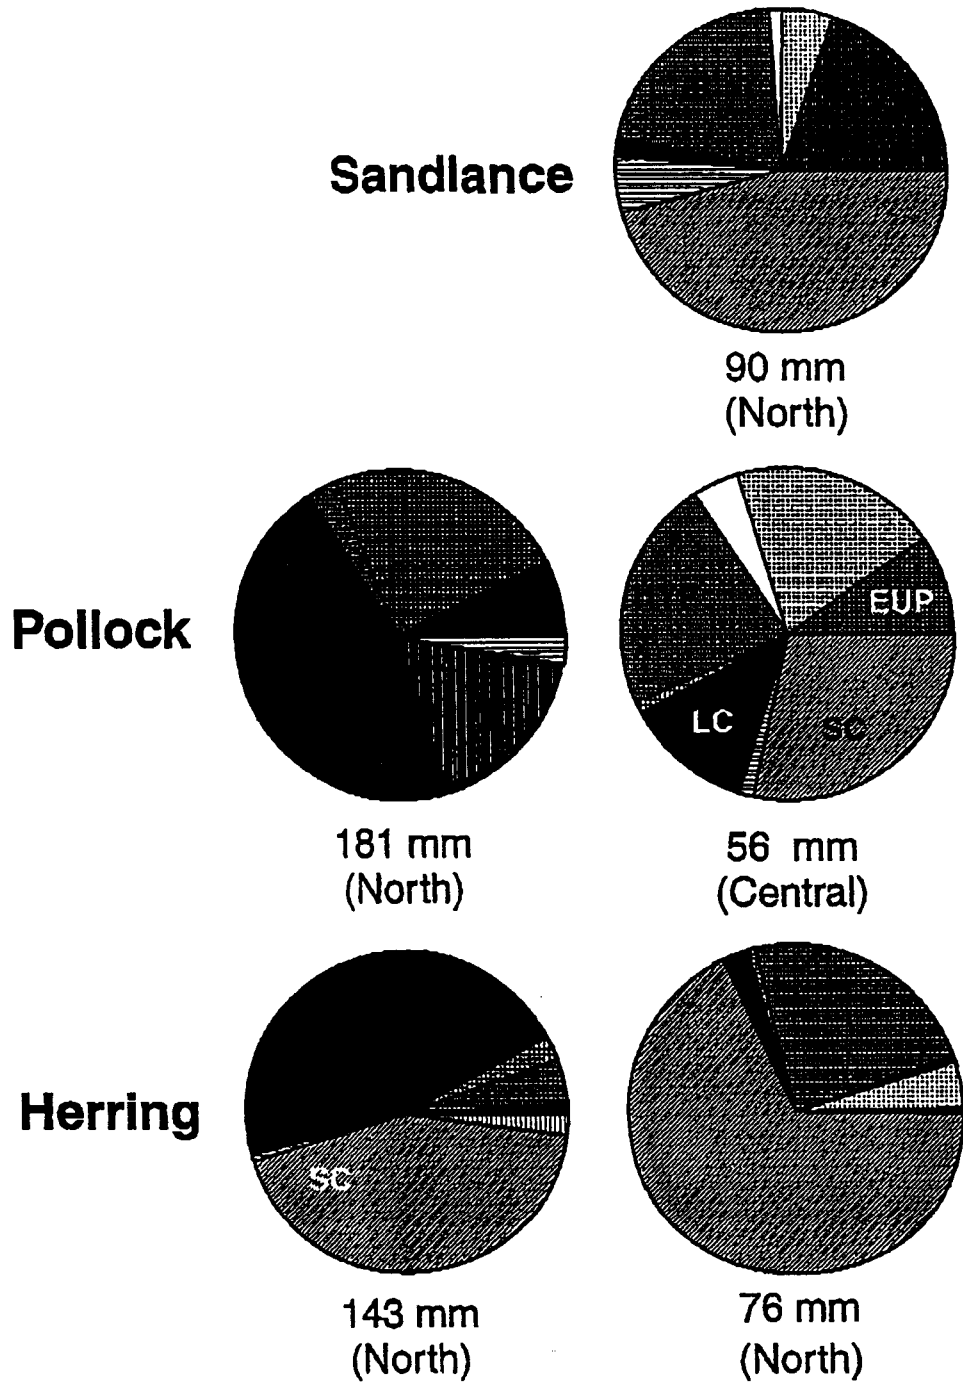 Sandlance
90 mm
(North)
Pollock
EUP
LC
SC
181 mm
(North)
56 mm
(Central)
Herring
SC
143 mm
(North)
76 mm
(North)